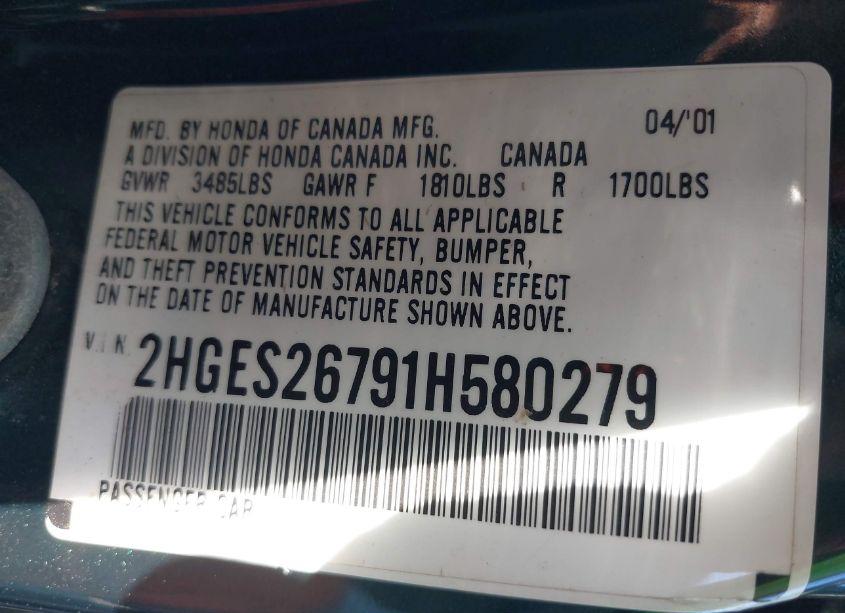 MFD. BY HONDA OF CANADA MFG. 04/'01
A DIVISION OF HONDA CANADA INC. CANADA
GVWR 3485LBS GAWR F 1810LBS R 1700LBS
THIS VEHICLE CONFORMS TO ALL APPLICABLE
FEDERAL MOTOR VEHICLE SAFETY, BUMPER,
AND THEFT PREVENTION STANDARDS IN EFFECT
ON THE DATE OF MANUFACTURE SHOWN ABOVE.
V.I.N. 2HGES26791H580279
PASSENGER CAR